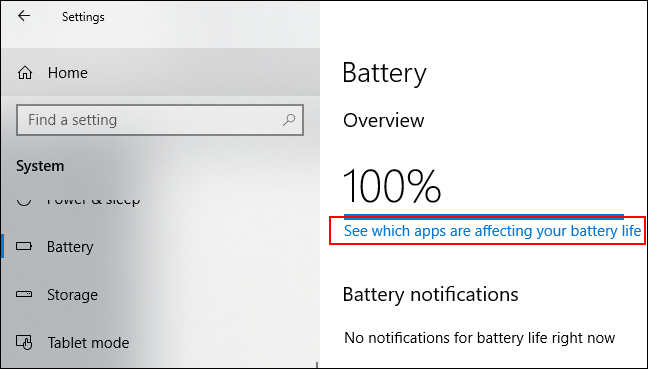 Settings
Home
Find a setting
System
Power & sleep
Battery
Storage
Tablet mode
Battery
Overview
100%
See which apps are affecting your battery life
Battery notifications
No notifications for battery life right now